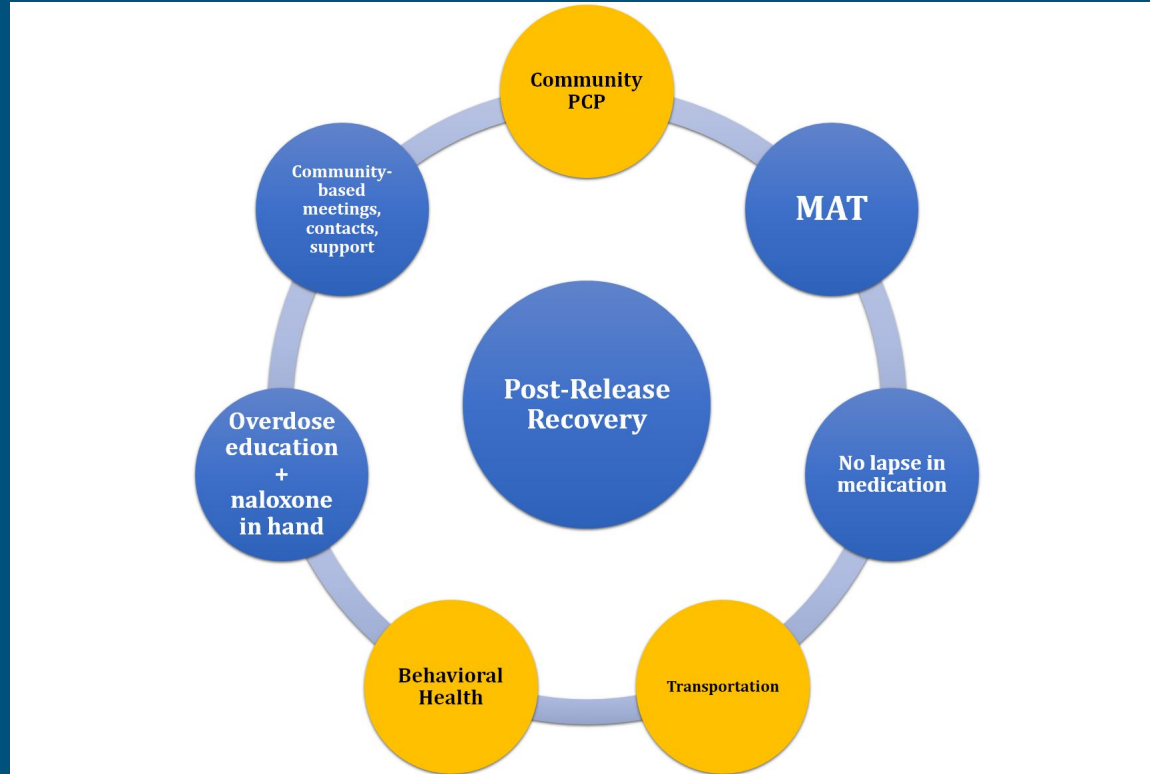 Community
PCP
MAT
No lapse in
medication
Transportation
Behavioral
Health
Overdose
education
+
naloxone
in hand
Community-
based
meetings,
contacts,
support
Post-Release
Recovery